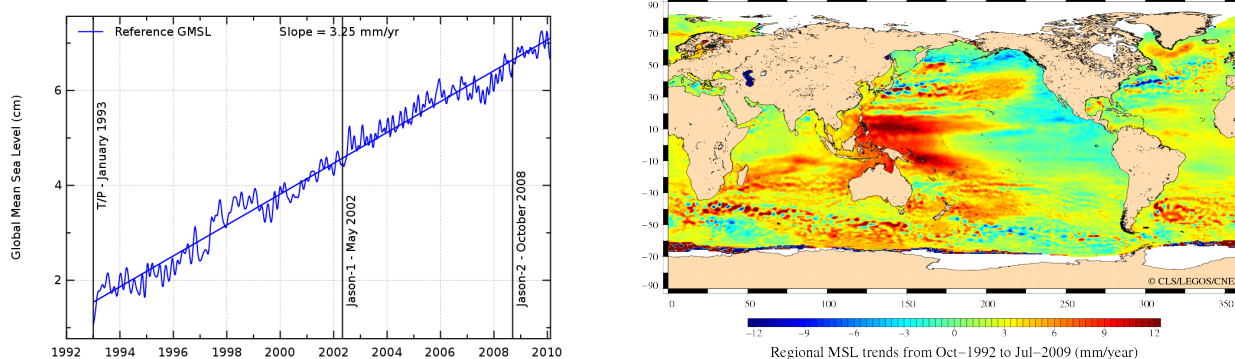 Reference GMSL
Slope = 3.25 mm/yr
Global Mean Sea Level (cm)
6
4
2
T/P - January 1993
Jason-1 - May 2002
Jason-2 - October 2008
1992 1994 1996 1998 2000 2002 2004 2006 2008 2010
90
70
50
30
10
−10
−30
−50
−70
−90
© CLS/LEGOS/CNE
0 50 100 150 200 250 300 350
−12 −9 −6 −3 0 3 6 9 12
Regional MSL trends from Oct−1992 to Jul−2009 (mm/year)